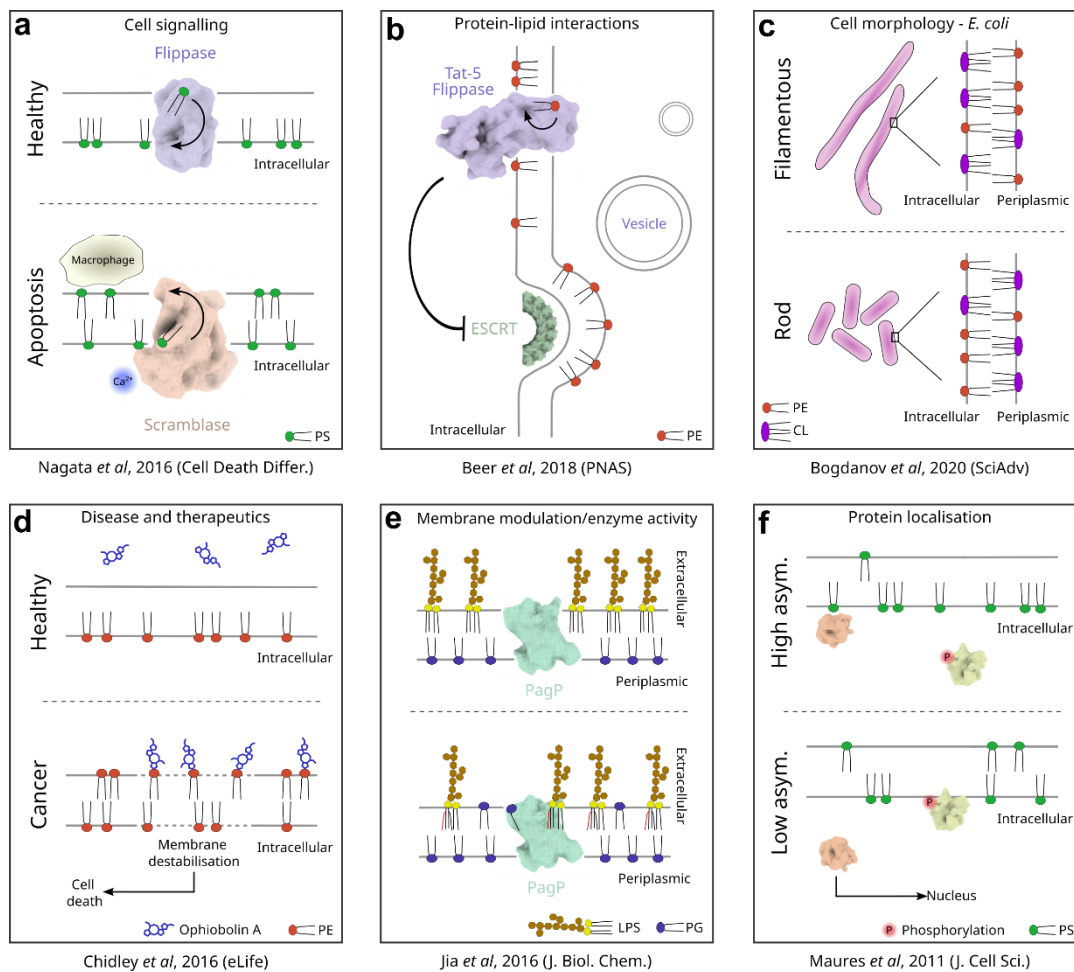 a
Cell signalling
Flippase
Healthy
Intracellular
Macrophage
Apoptosis
Intracellular
Ca2+
Scramblase
PS
Nagata et al, 2016 (Cell Death Differ.)
b
Protein-lipid interactions
Tat-5
Flippase
Vesicle
ESCRT
Intracellular
PE
Beer et al, 2018 (PNAS)
c
Cell morphology - E. coli
Filamentous
Intracellular
Periplasmic
Rod
PE
CL
Intracellular
Periplasmic
Bogdanov et al, 2020 (SciAdv)
d
Disease and therapeutics
Healthy
Intracellular
Cancer
Membrane
destabilisation
Intracellular
Cell
death
Ophiobolin A
PE
Chidley et al, 2016 (eLife)
e
Membrane modulation/enzyme activity
Extracellular
Periplasmic
PagP
Extracellular
Periplasmic
PagP
LPS
PG
Jia et al, 2016 (J. Biol. Chem.)
f
Protein localisation
High asym.
Intracellular
P
Low asym.
P
Intracellular
Nucleus
P
Phosphorylation
PS
Maures et al, 2011 (J. Cell Sci.)